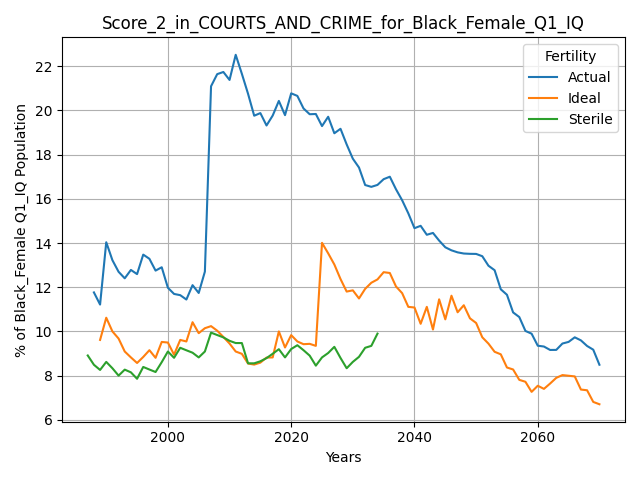 Score_2_in_COURTS_AND_CRIME_for_Black_Female_Q1_IQ
% of Black_Female Q1_IQ Population
22
20
18
16
14
12
10
8
6
Fertility
Actual
Ideal
Sterile
2000
2020
2040
2060
Years